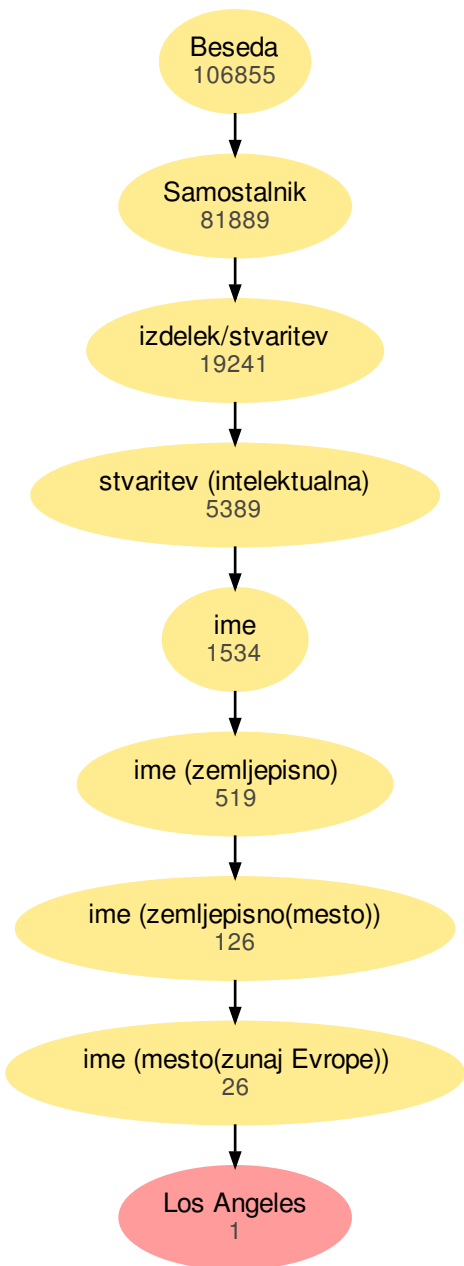 Beseda
106855
Samostalnik
81889
izdelek/stvaritev
19241
stvaritev (intelektualna)
5389
ime
1534
ime (zemljepisno)
519
ime (zemljepisno(mesto))
126
ime (mesto(zunaj Evrope))
26
Los Angeles
1